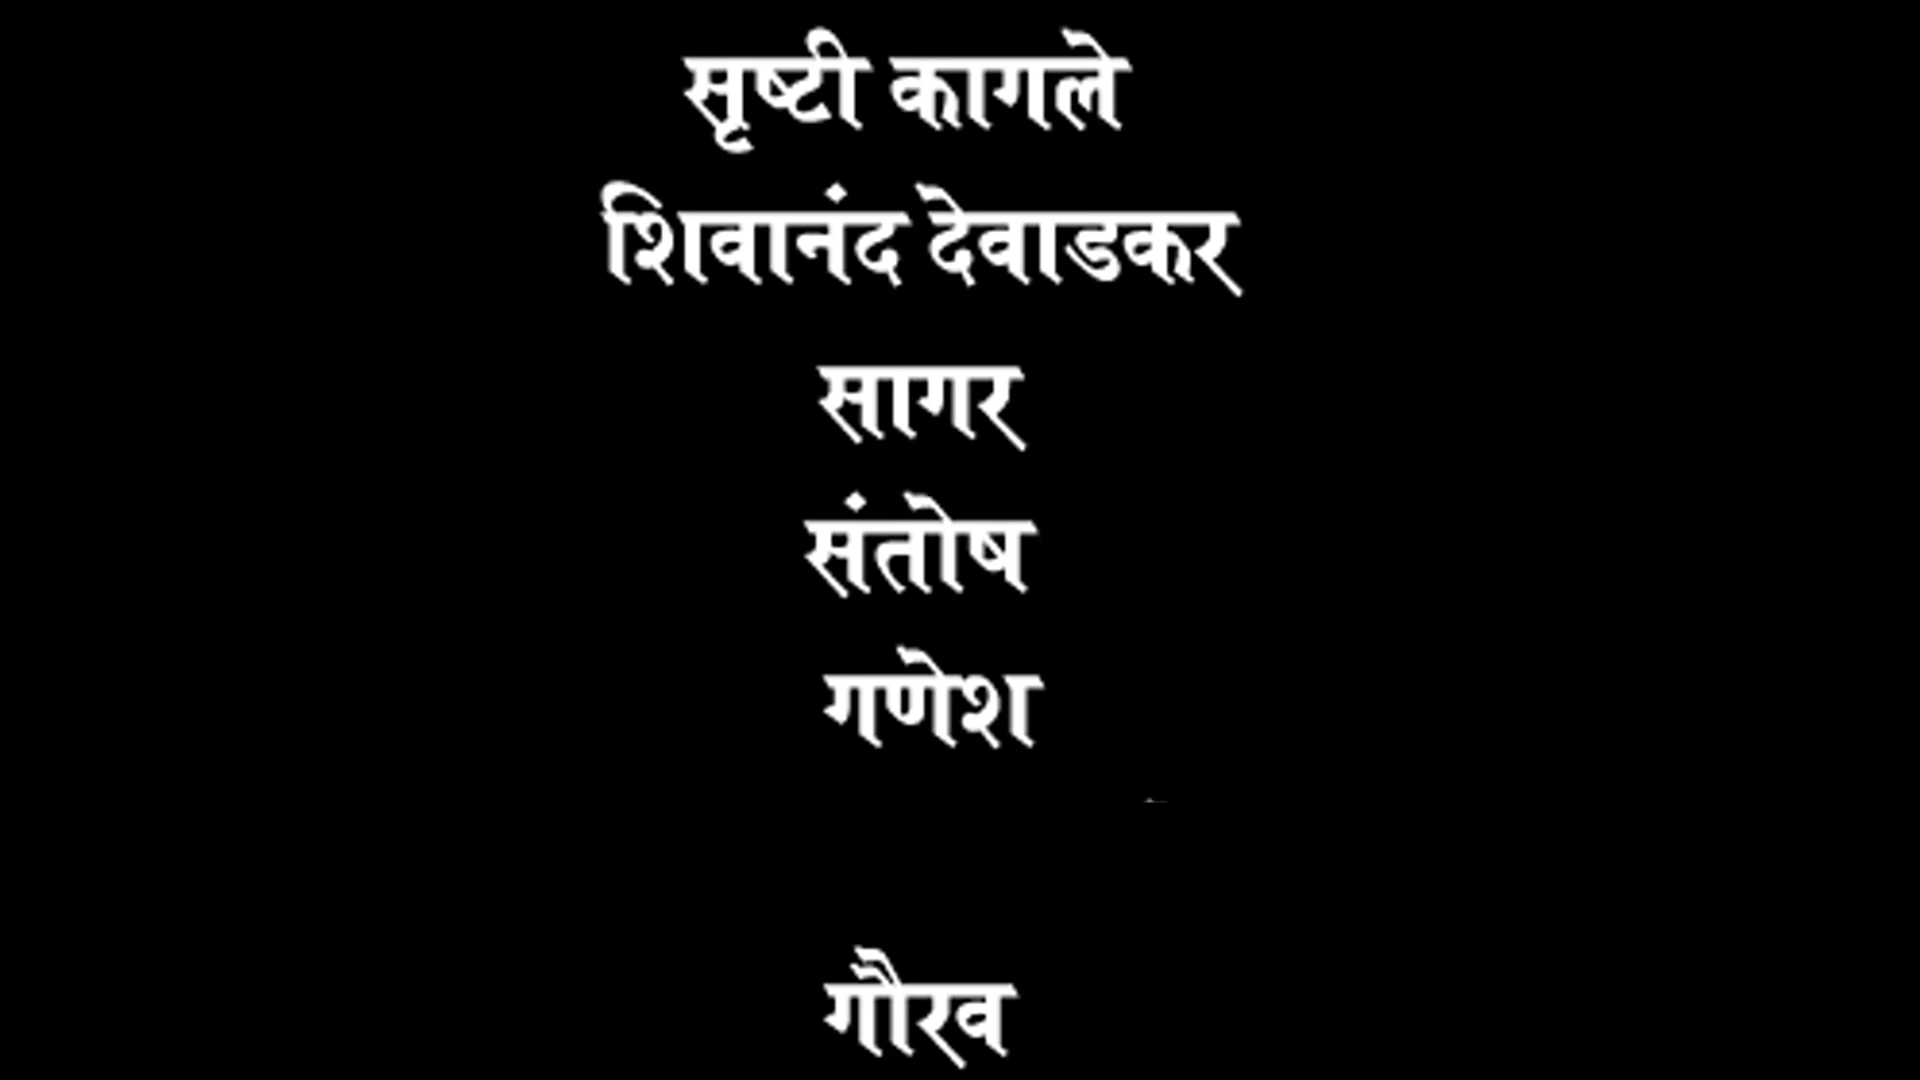 सृष्टी कागले
शिवानंद देवाडकर
सागर
संतोष
गणेश
गौरव